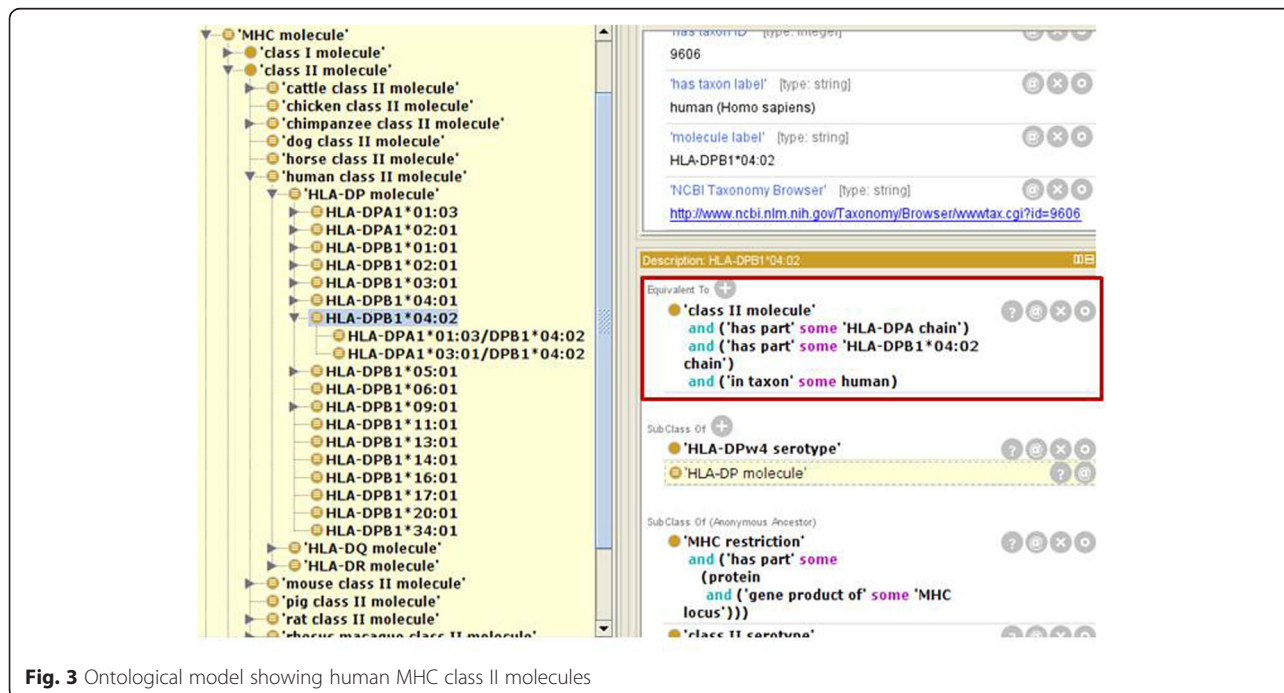 'MHC molecule'
'class I molecule'
'class II molecule'
'cattle class II molecule'
'chicken class II molecule'
'chimpanzee class II molecule'
'dog class II molecule'
'horse class II molecule'
'human class II molecule'
'HLA-DP molecule'
HLA-DPA1*01:03
HLA-DPA1*02:01
HLA-DPB1*01:01
HLA-DPB1*02:01
HLA-DPB1*03:01
HLA-DPB1*04:01
HLA-DPB1*04:02
HLA-DPA1*01:03/DPB1*04:02
HLA-DPA1*03:01/DPB1*04:02
HLA-DPB1*05:01
HLA-DPB1*06:01
HLA-DPB1*09:01
HLA-DPB1*11:01
HLA-DPB1*13:01
HLA-DPB1*14:01
HLA-DPB1*16:01
HLA-DPB1*17:01
HLA-DPB1*20:01
HLA-DPB1*34:01
'HLA-DQ molecule'
'HLA-DR molecule'
'mouse class II molecule'
'pig class II molecule'
'rat class II molecule'
'rhesus macaque class II molecule'
'has taxon ID' [type: integer]
9606
'has taxon label' [type: string]
human (Homo sapiens)
'molecule label' [type: string]
HLA-DPB1*04:02
'NCBI Taxonomy Browser' [type: string]
http://www.ncbi.nlm.nih.gov/Taxonomy/Browser/wwwtax.cgi?id=9606
Description: HLA-DPB1*04:02
Equivalent To
'class II molecule'
and ('has part' some 'HLA-DPA chain')
and ('has part' some 'HLA-DPB1*04:02
chain')
and ('in taxon' some human)
SubClass Of
'HLA-DPw4 serotype'
'HLA-DP molecule'
SubClass Of (Anonymous Ancestor)
'MHC restriction'
and ('has part' some
(protein
and ('gene product of' some 'MHC
locus')))
'class II serotype'
Fig. 3 Ontological model showing human MHC class II molecules